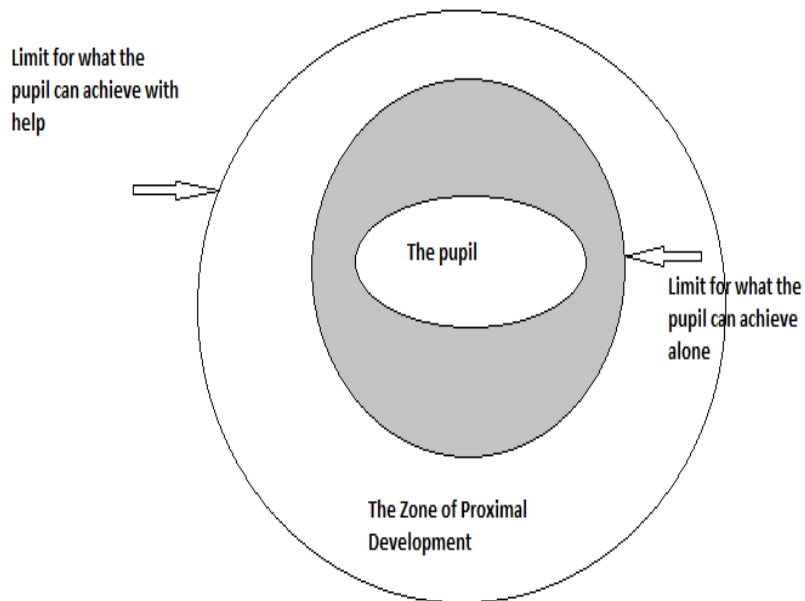 Limit for what the
pupil can achieve with
help
The pupil
Limit for what the
pupil can achieve
alone
The Zone of Proximal
Development